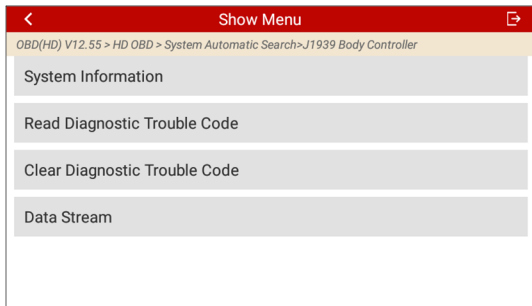 Show Menu
OBD(HD) V12.55 > HD OBD > System Automatic Search>J1939 Body Controller
System Information
Read Diagnostic Trouble Code
Clear Diagnostic Trouble Code
Data Stream